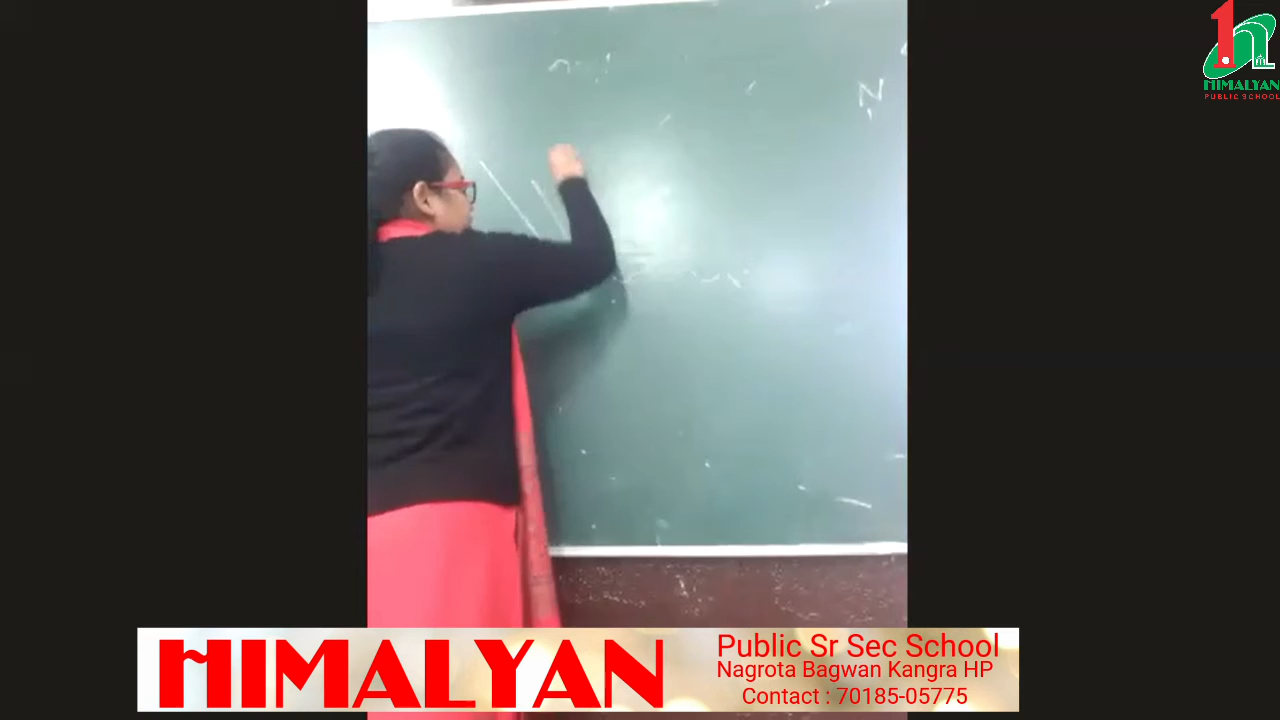 HIMALYAN
PUBLIC SCHOOL
N
HIMALYAN
Public Sr Sec School
Nagrota Bagwan Kangra HP
Contact : 70185-05775